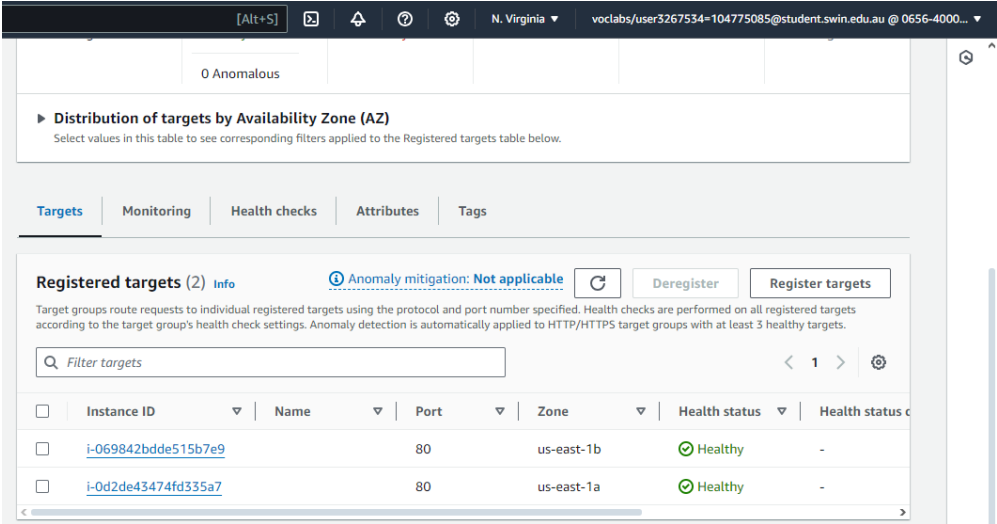 [Alt+S] N. Virginia ▼ voclabs/user3267534=104775085@student.swin.edu.au @ 0656-4000... ▼
0 Anomalous
Distribution of targets by Availability Zone (AZ)
Select values in this table to see corresponding filters applied to the Registered targets table below.
Targets Monitoring Health checks Attributes Tags
Registered targets (2) Info Anomaly mitigation: Not applicable Deregister Register targets
Target groups route requests to individual registered targets using the protocol and port number specified. Health checks are performed on all registered targets
according to the target group's health check settings. Anomaly detection is automatically applied to HTTP/HTTPS target groups with at least 3 healthy targets.
Filter targets 1
Instance ID Name Port Zone Health status Health status
i-069842bdde515b7e9 80 us-east-1b Healthy -
i-0d2de43474fd335a7 80 us-east-1a Healthy -